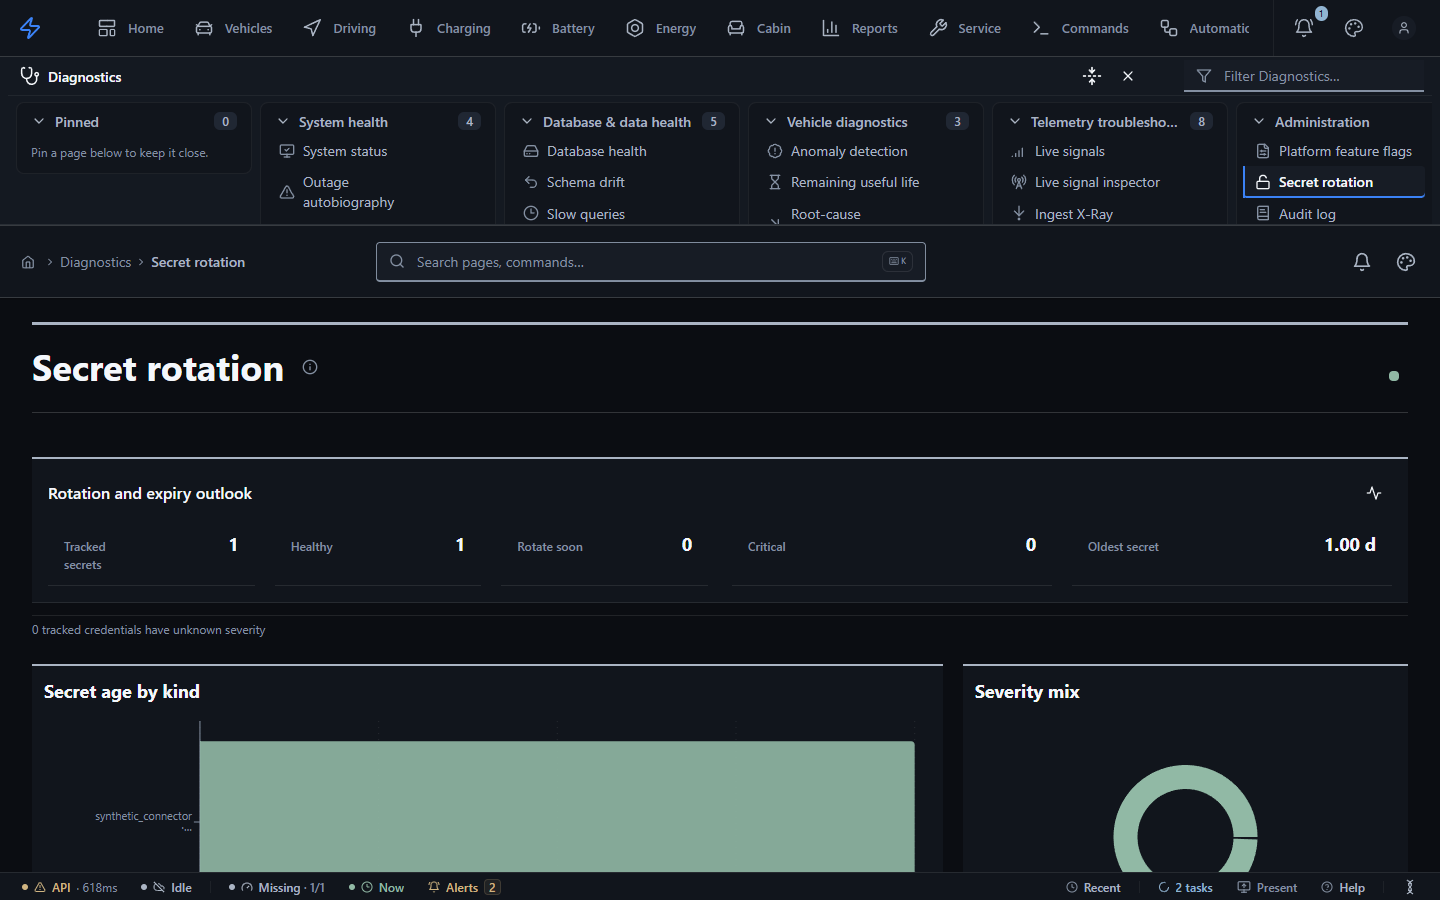 Home Vehicles Driving Charging Battery Energy Cabin Reports Service Commands Automatic 1
Diagnostics
Filter Diagnostics...
Pinned 0
Pin a page below to keep it close.
System health 4
System status
Outage
autobiography
Database & data health 5
Database health
Schema drift
Slow queries
Vehicle diagnostics 3
Anomaly detection
Remaining useful life
Root-cause
Telemetry troublesho... 8
Live signals
Live signal inspector
Ingest X-Ray
Administration
Platform feature flags
Secret rotation
Audit log
Diagnostics Secret rotation
Search pages, commands... K
Secret rotation
Rotation and expiry outlook
Tracked
secrets
1
Healthy 1
Rotate soon 0
Critical 0
Oldest secret 1.00 d
0 tracked credentials have unknown severity
Secret age by kind
synthetic_connector
·...
Severity mix
API · 618ms Idle Missing · 1/1 Now Alerts 2 Recent 2 tasks Present Help